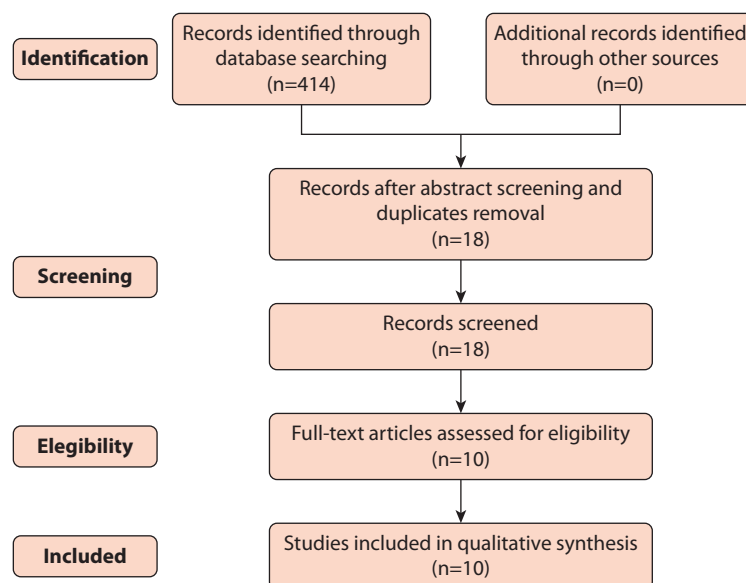 Identification
Records identified through
database searching
(n=414)
Additional records identified
through other sources
(n=0)
Records after abstract screening and
duplicates removal
(n=18)
Screening
Records screened
(n=18)
Elegibility
Full-text articles assessed for eligibility
(n=10)
Included
Studies included in qualitative synthesis
(n=10)